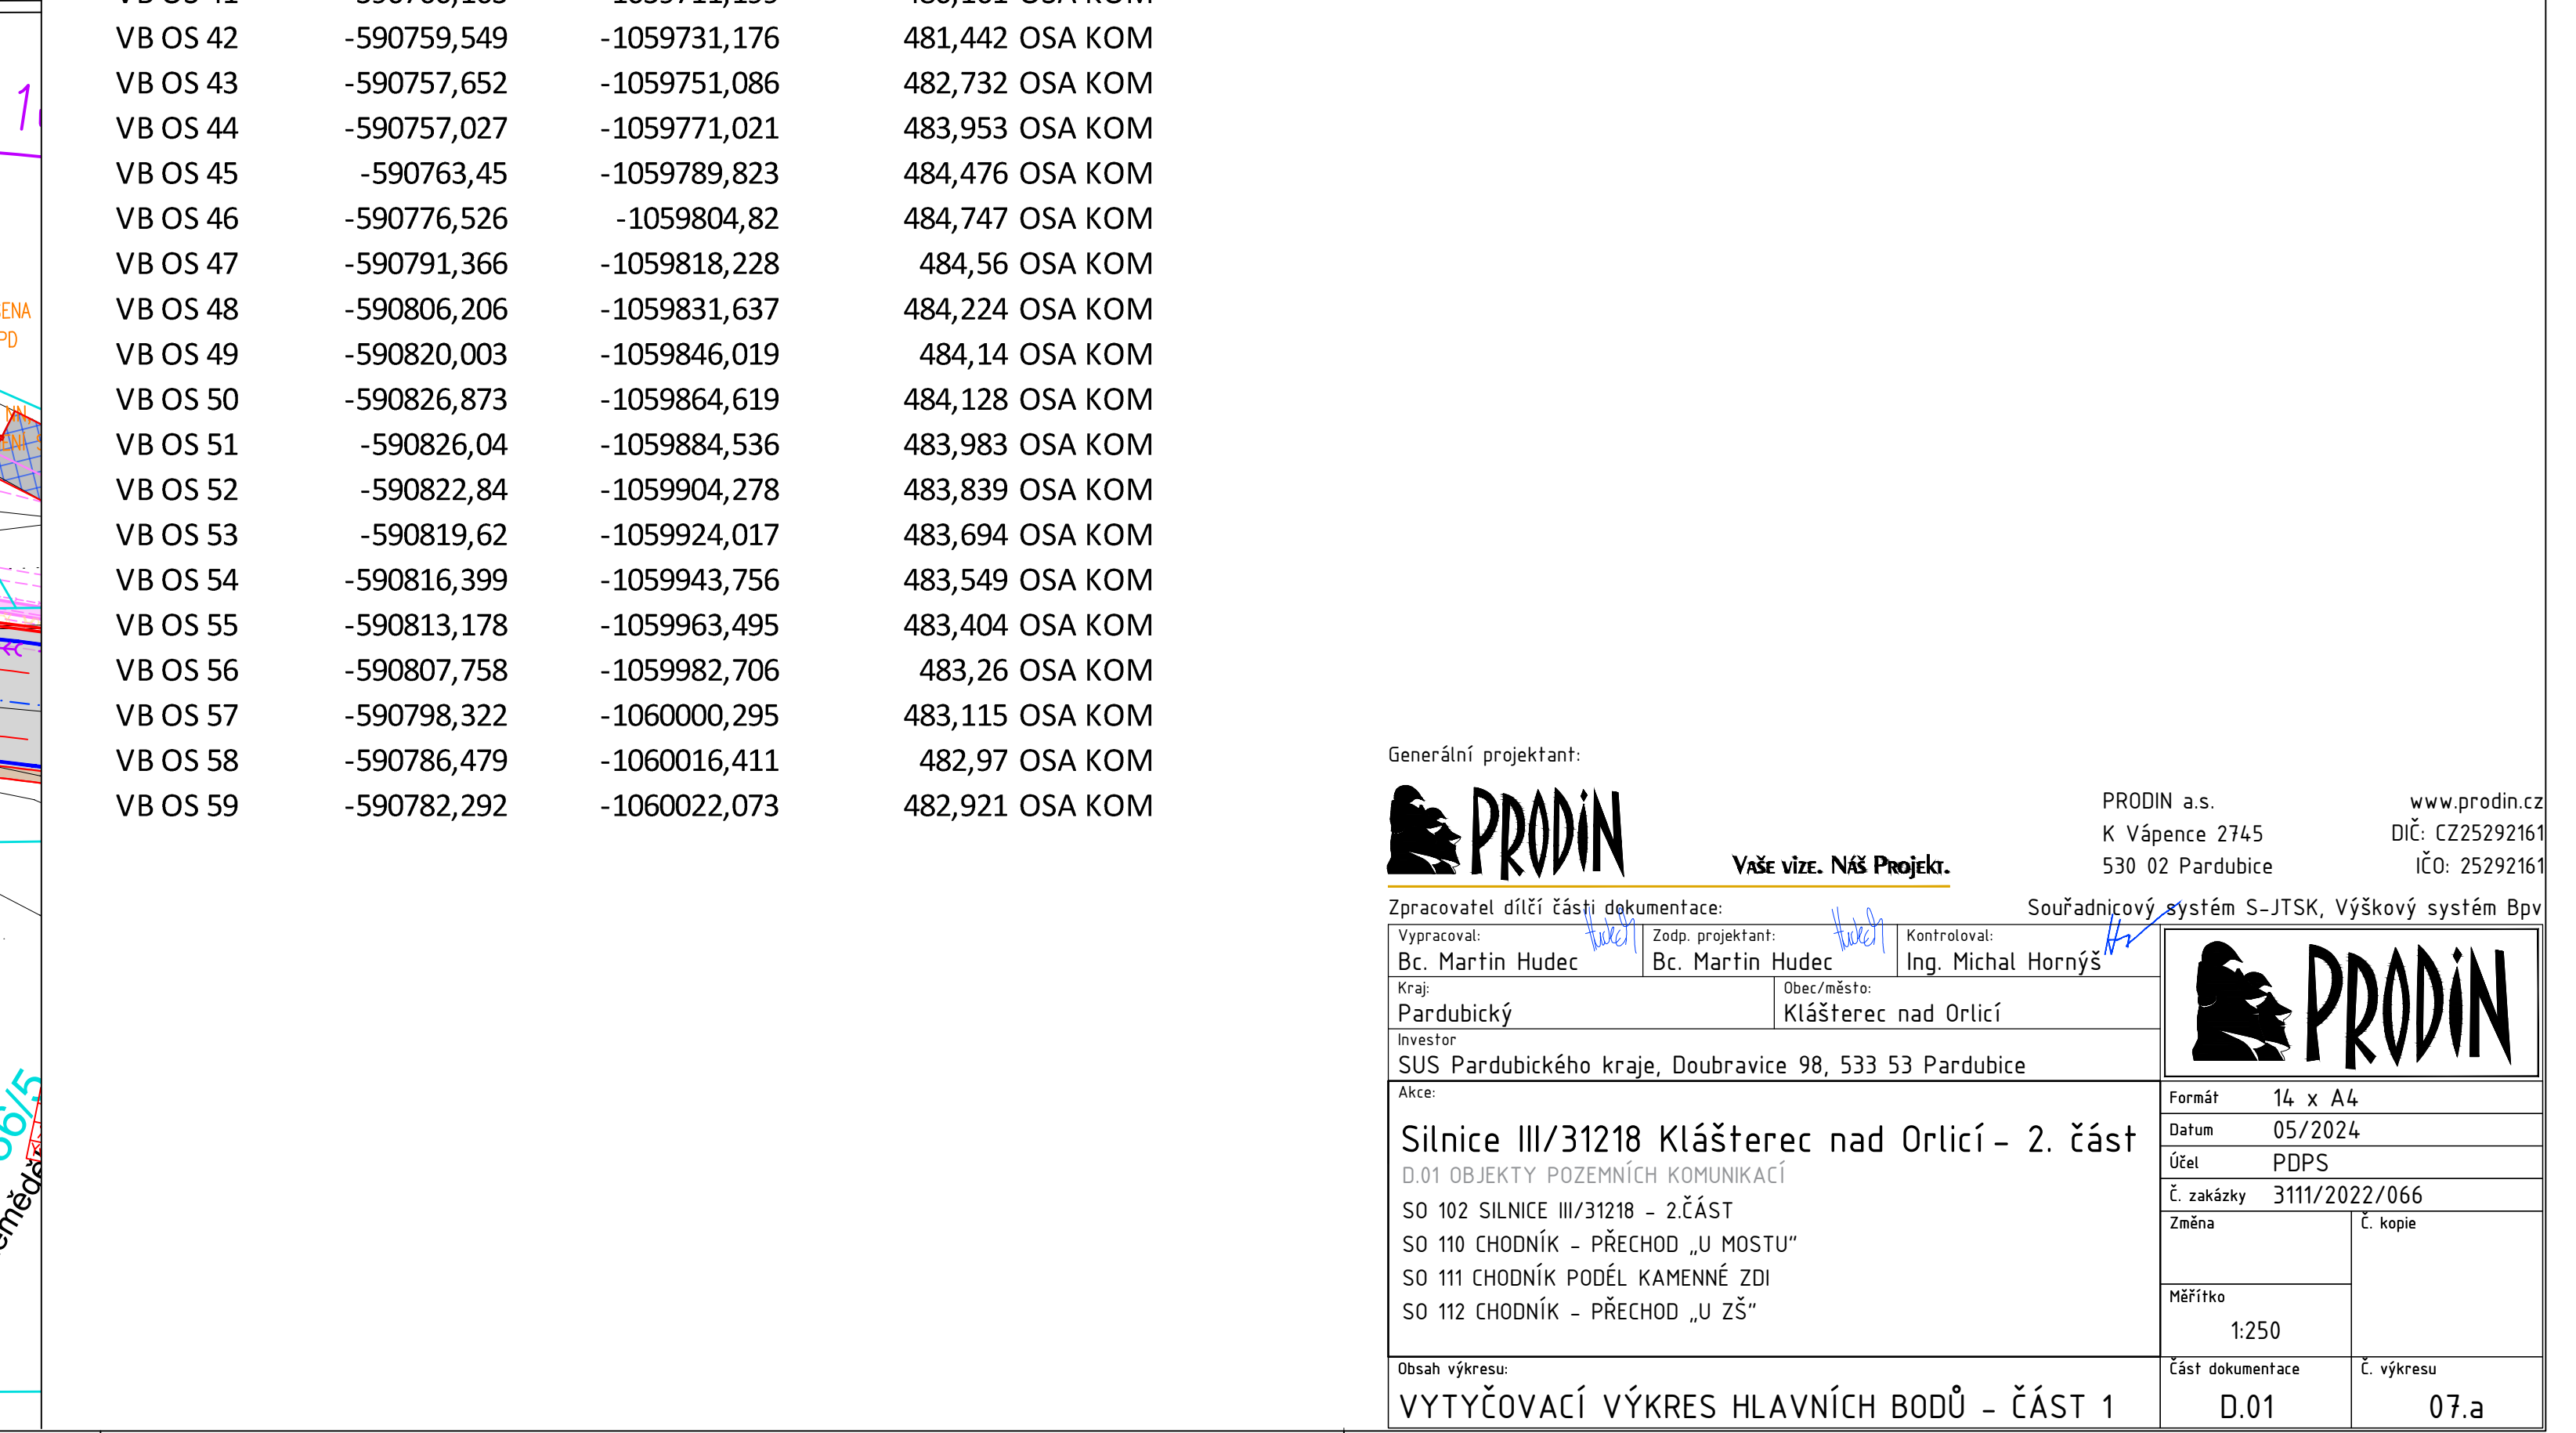 VB OS 42 -590759,549 -1059731,176 481,442 OSA KOM
VB OS 43 -590757,652 -1059751,086 482,732 OSA KOM
VB OS 44 -590757,027 -1059771,021 483,953 OSA KOM
VB OS 45 -590763,45 -1059789,823 484,476 OSA KOM
VB OS 46 -590776,526 -1059804,82 484,747 OSA KOM
VB OS 47 -590791,366 -1059818,228 484,56 OSA KOM
VB OS 48 -590806,206 -1059831,637 484,224 OSA KOM
VB OS 49 -590820,003 -1059846,019 484,14 OSA KOM
VB OS 50 -590826,873 -1059864,619 484,128 OSA KOM
VB OS 51 -590826,04 -1059884,536 483,983 OSA KOM
VB OS 52 -590822,84 -1059904,278 483,839 OSA KOM
VB OS 53 -590819,62 -1059924,017 483,694 OSA KOM
VB OS 54 -590816,399 -1059943,756 483,549 OSA KOM
VB OS 55 -590813,178 -1059963,495 483,404 OSA KOM
VB OS 56 -590807,758 -1059982,706 483,26 OSA KOM
VB OS 57 -590798,322 -1060000,295 483,115 OSA KOM
VB OS 58 -590786,479 -1060016,411 482,97 OSA KOM
VB OS 59 -590782,292 -1060022,073 482,921 OSA KOM
Generální projektant:
PRODIN
Vaše vize. Náš Projekt.
PRODIN a.s. www.prodin.cz
K Vápence 2745 DIČ: CZ25292161
530 02 Pardubice IČO: 25292161
Zpracovatel dílčí části dokumentace: Souřadnicový systém S-JTSK, Výškový systém Bpv
Vypracoval: Zodp. projektant: Kontroloval:
Bc. Martin Hudec Bc. Martin Hudec Ing. Michal Hornýš
Kraj: Obec/město:
Pardubický Klášterec nad Orlicí
PRODIN
Investor
SUS Pardubického kraje, Doubravice 98, 533 53 Pardubice
Akce:
Silnice III/31218 Klášterec nad Orlicí - 2. část
D.01 OBJEKTY POZEMNÍCH KOMUNIKACÍ
SO 102 SILNICE III/31218 - 2.ČÁST
SO 110 CHODNÍK - PŘECHOD „U MOSTU"
SO 111 CHODNÍK PODÉL KAMENNÉ ZDI
SO 112 CHODNÍK - PŘECHOD „U ZŠ"
Formát 14 x A4
Datum 05/2024
Účel PDPS
Č. zakázky 3111/2022/066
Změna Č. kopie
Měřítko
1:250
Obsah výkresu:
VYTYČOVACÍ VÝKRES HLAVNÍCH BODŮ - ČÁST 1
Část dokumentace Č. výkresu
D.01 07.a